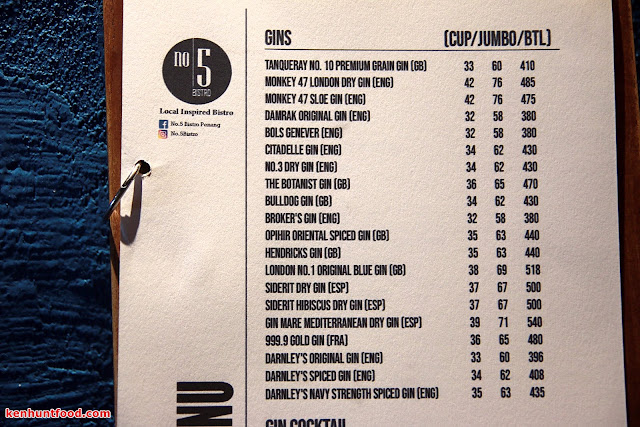 no 5
BISTRO
Local Inspired Bistro
No.5 Bistro Penang
No.5Bistro
GINS (CUP/JUMBO/BTL)
TANQUERAY NO. 10 PREMIUM GRAIN GIN (GB) 33 60 410
MONKEY 47 LONDON DRY GIN (ENG) 42 76 485
MONKEY 47 SLOE GIN (ENG) 42 76 475
DAMRAK ORIGINAL GIN (ENG) 32 58 380
BOLS GENEVER (ENG) 32 58 380
CITADELLE GIN (ENG) 34 62 430
NO.3 DRY GIN (ENG) 34 62 430
THE BOTANIST GIN (GB) 36 65 470
BULLDOG GIN (GB) 34 62 430
BROKER'S GIN (ENG) 32 58 380
OPIHIR ORIENTAL SPICED GIN (GB) 35 63 440
HENDRICKS GIN (GB) 35 63 440
LONDON NO.1 ORIGINAL BLUE GIN (GB) 38 69 518
SIDERIT DRY GIN (ESP) 37 67 500
SIDERIT HIBISCUS DRY GIN (ESP) 37 67 500
GIN MARE MEDITERRANEAN DRY GIN (ESP) 39 71 540
999.9 GOLD GIN (FRA) 36 65 480
DARNLEY'S ORIGINAL GIN (ENG) 33 60 396
DARNLEY'S SPICED GIN (ENG) 34 62 408
DARNLEY'S NAVY STRENGTH SPICED GIN (ENG) 35 63 435
GIN COCKTAIL
NU
kenhuntfood.com